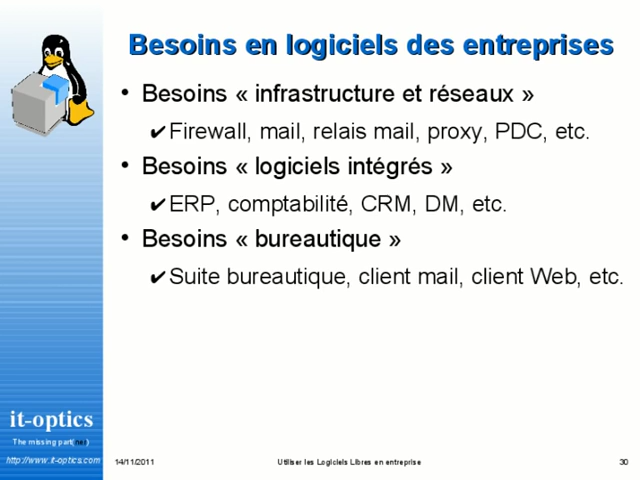 Besoins en logiciels des entreprises
• Besoins « infrastructure et réseaux »
✔Firewall, mail, relais mail, proxy, PDC, etc.
• Besoins « logiciels intégrés »
✔ERP, comptabilité, CRM, DM, etc.
• Besoins « bureautique »
✔Suite bureautique, client mail, client Web, etc.
it-optics
The missing part(ner)
http://www.it-optics.com
14/11/2011 Utiliser les Logiciels Libres en entreprise 30